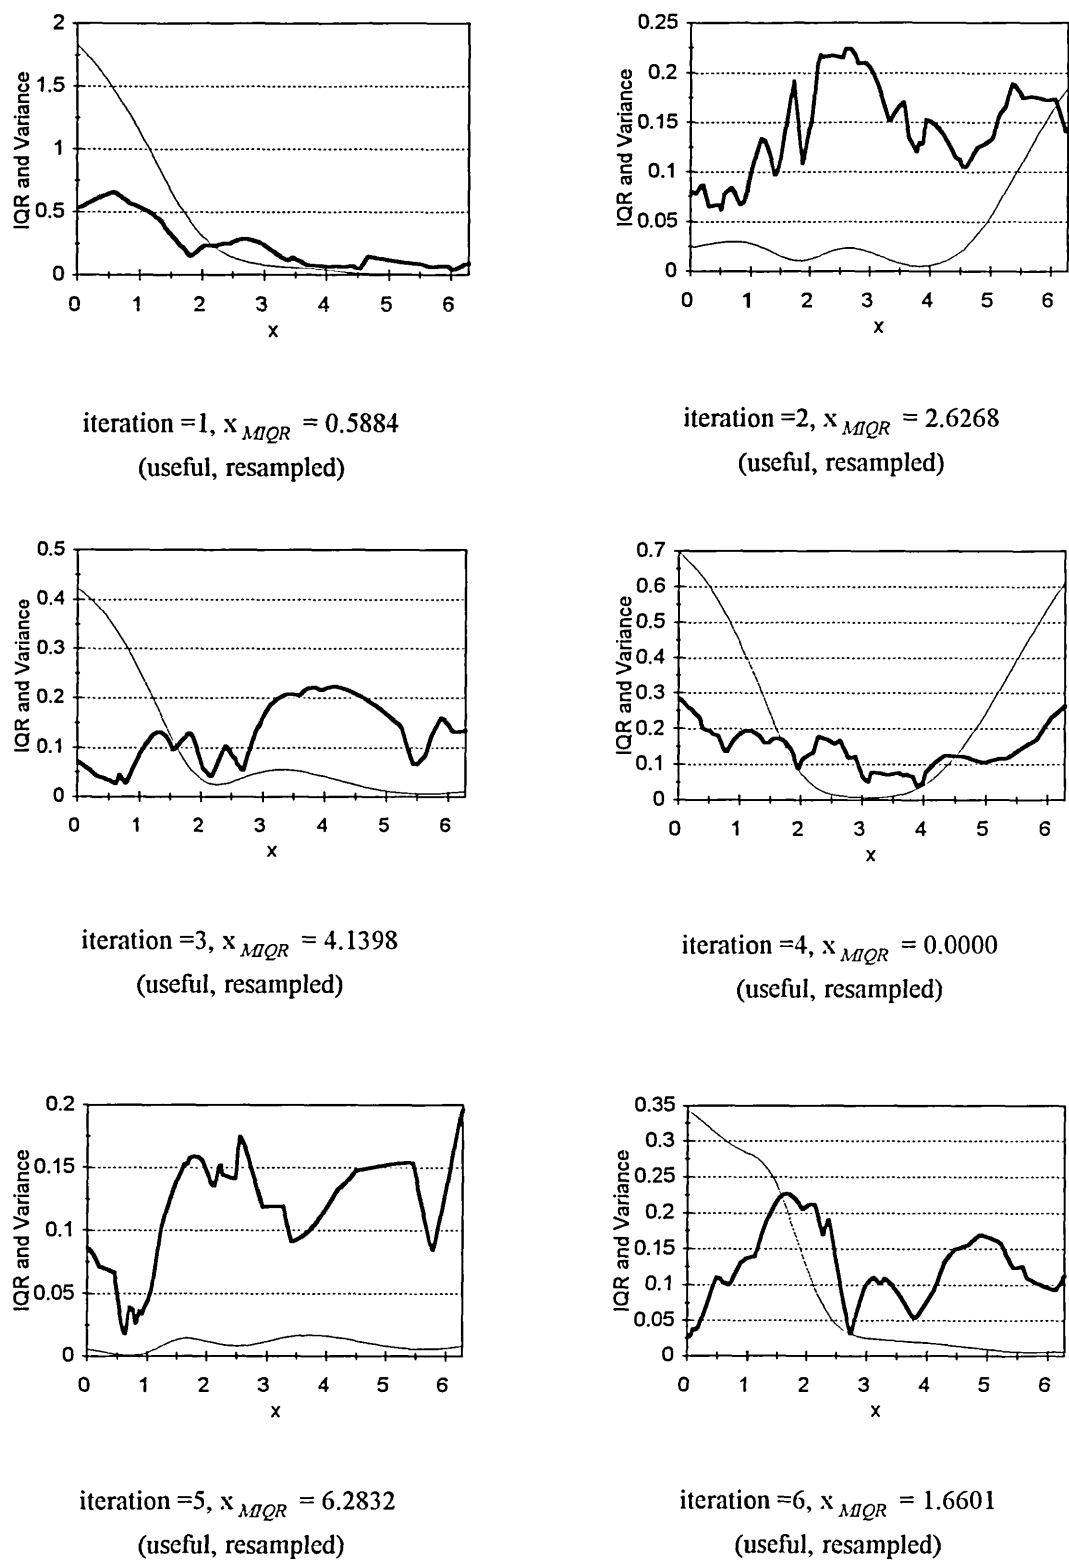 2
1.5
1
0.5
0
IQR and Variance
0 1 2 3 4 5 6
x
iteration =1, x MIQR = 0.5884
(useful, resampled)
0.25
0.2
0.15
0.1
0.05
0
IQR and Variance
0 1 2 3 4 5 6
x
iteration =2, x MIQR = 2.6268
(useful, resampled)
0.5
0.4
0.3
0.2
0.1
0
IQR and Variance
0 1 2 3 4 5 6
x
iteration =3, x MIQR = 4.1398
(useful, resampled)
0.7
0.6
0.5
0.4
0.3
0.2
0.1
0
IQR and Variance
0 1 2 3 4 5 6
x
iteration =4, x MIQR = 0.0000
(useful, resampled)
0.2
0.15
0.1
0.05
0
IQR and Variance
0 1 2 3 4 5 6
x
iteration =5, x MIQR = 6.2832
(useful, resampled)
0.35
0.3
0.25
0.2
0.15
0.1
0.05
0
IQR and Variance
0 1 2 3 4 5 6
x
iteration =6, x MIQR = 1.6601
(useful, resampled)